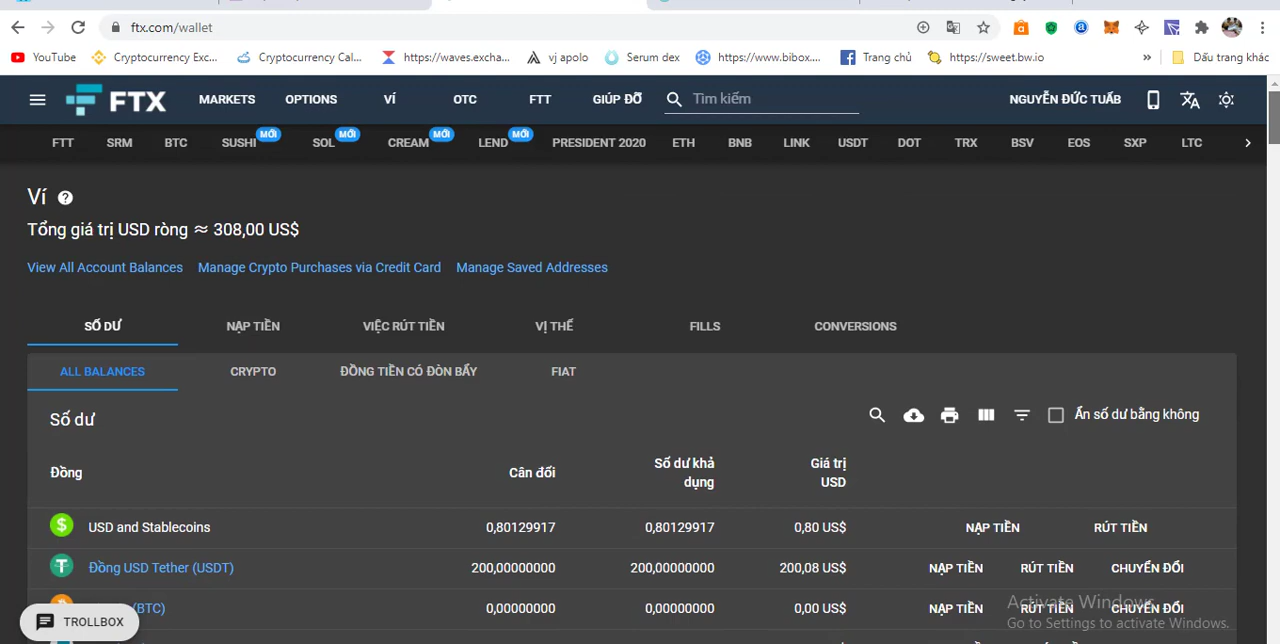 ftx.com/wallet
YouTube Cryptocurrency Exc... Cryptocurrency Cal... https://waves.excha... vj apolo Serum dex https://www.bibox.... Trang chủ https://sweet.bw.io » Dấu trang khác
FTX MARKETS OPTIONS VÍ OTC FTT GIÚP ĐỠ Tìm kiếm NGUYỄN ĐỨC TUẤB
FTT SRM BTC SUSHI MỚI SOL MỚI CREAM MỚI LEND MỚI PRESIDENT 2020 ETH BNB LINK USDT DOT TRX BSV EOS SXP LTC
Ví
Tổng giá trị USD ròng ≈ 308,00 US$
View All Account Balances Manage Crypto Purchases via Credit Card Manage Saved Addresses
SỐ DƯ NẠP TIỀN VIỆC RÚT TIỀN VỊ THẾ FILLS CONVERSIONS
ALL BALANCES CRYPTO ĐỒNG TIỀN CÓ ĐÒN BẨY FIAT
Số dư Ẩn số dư bằng không
Đồng Cân đối Số dư khả dụng Giá trị USD
USD and Stablecoins 0,80129917 0,80129917 0,80 US$ NẠP TIỀN RÚT TIỀN
Đồng USD Tether (USDT) 200,00000000 200,00000000 200,08 US$ NẠP TIỀN RÚT TIỀN CHUYỂN ĐỔI
(BTC) 0,00000000 0,00000000 0,00 US$ NẠP TIỀN RÚT TIỀN CHUYỂN ĐỔI
TROLLBOX
Activate Windows
Go to Settings to activate Windows.